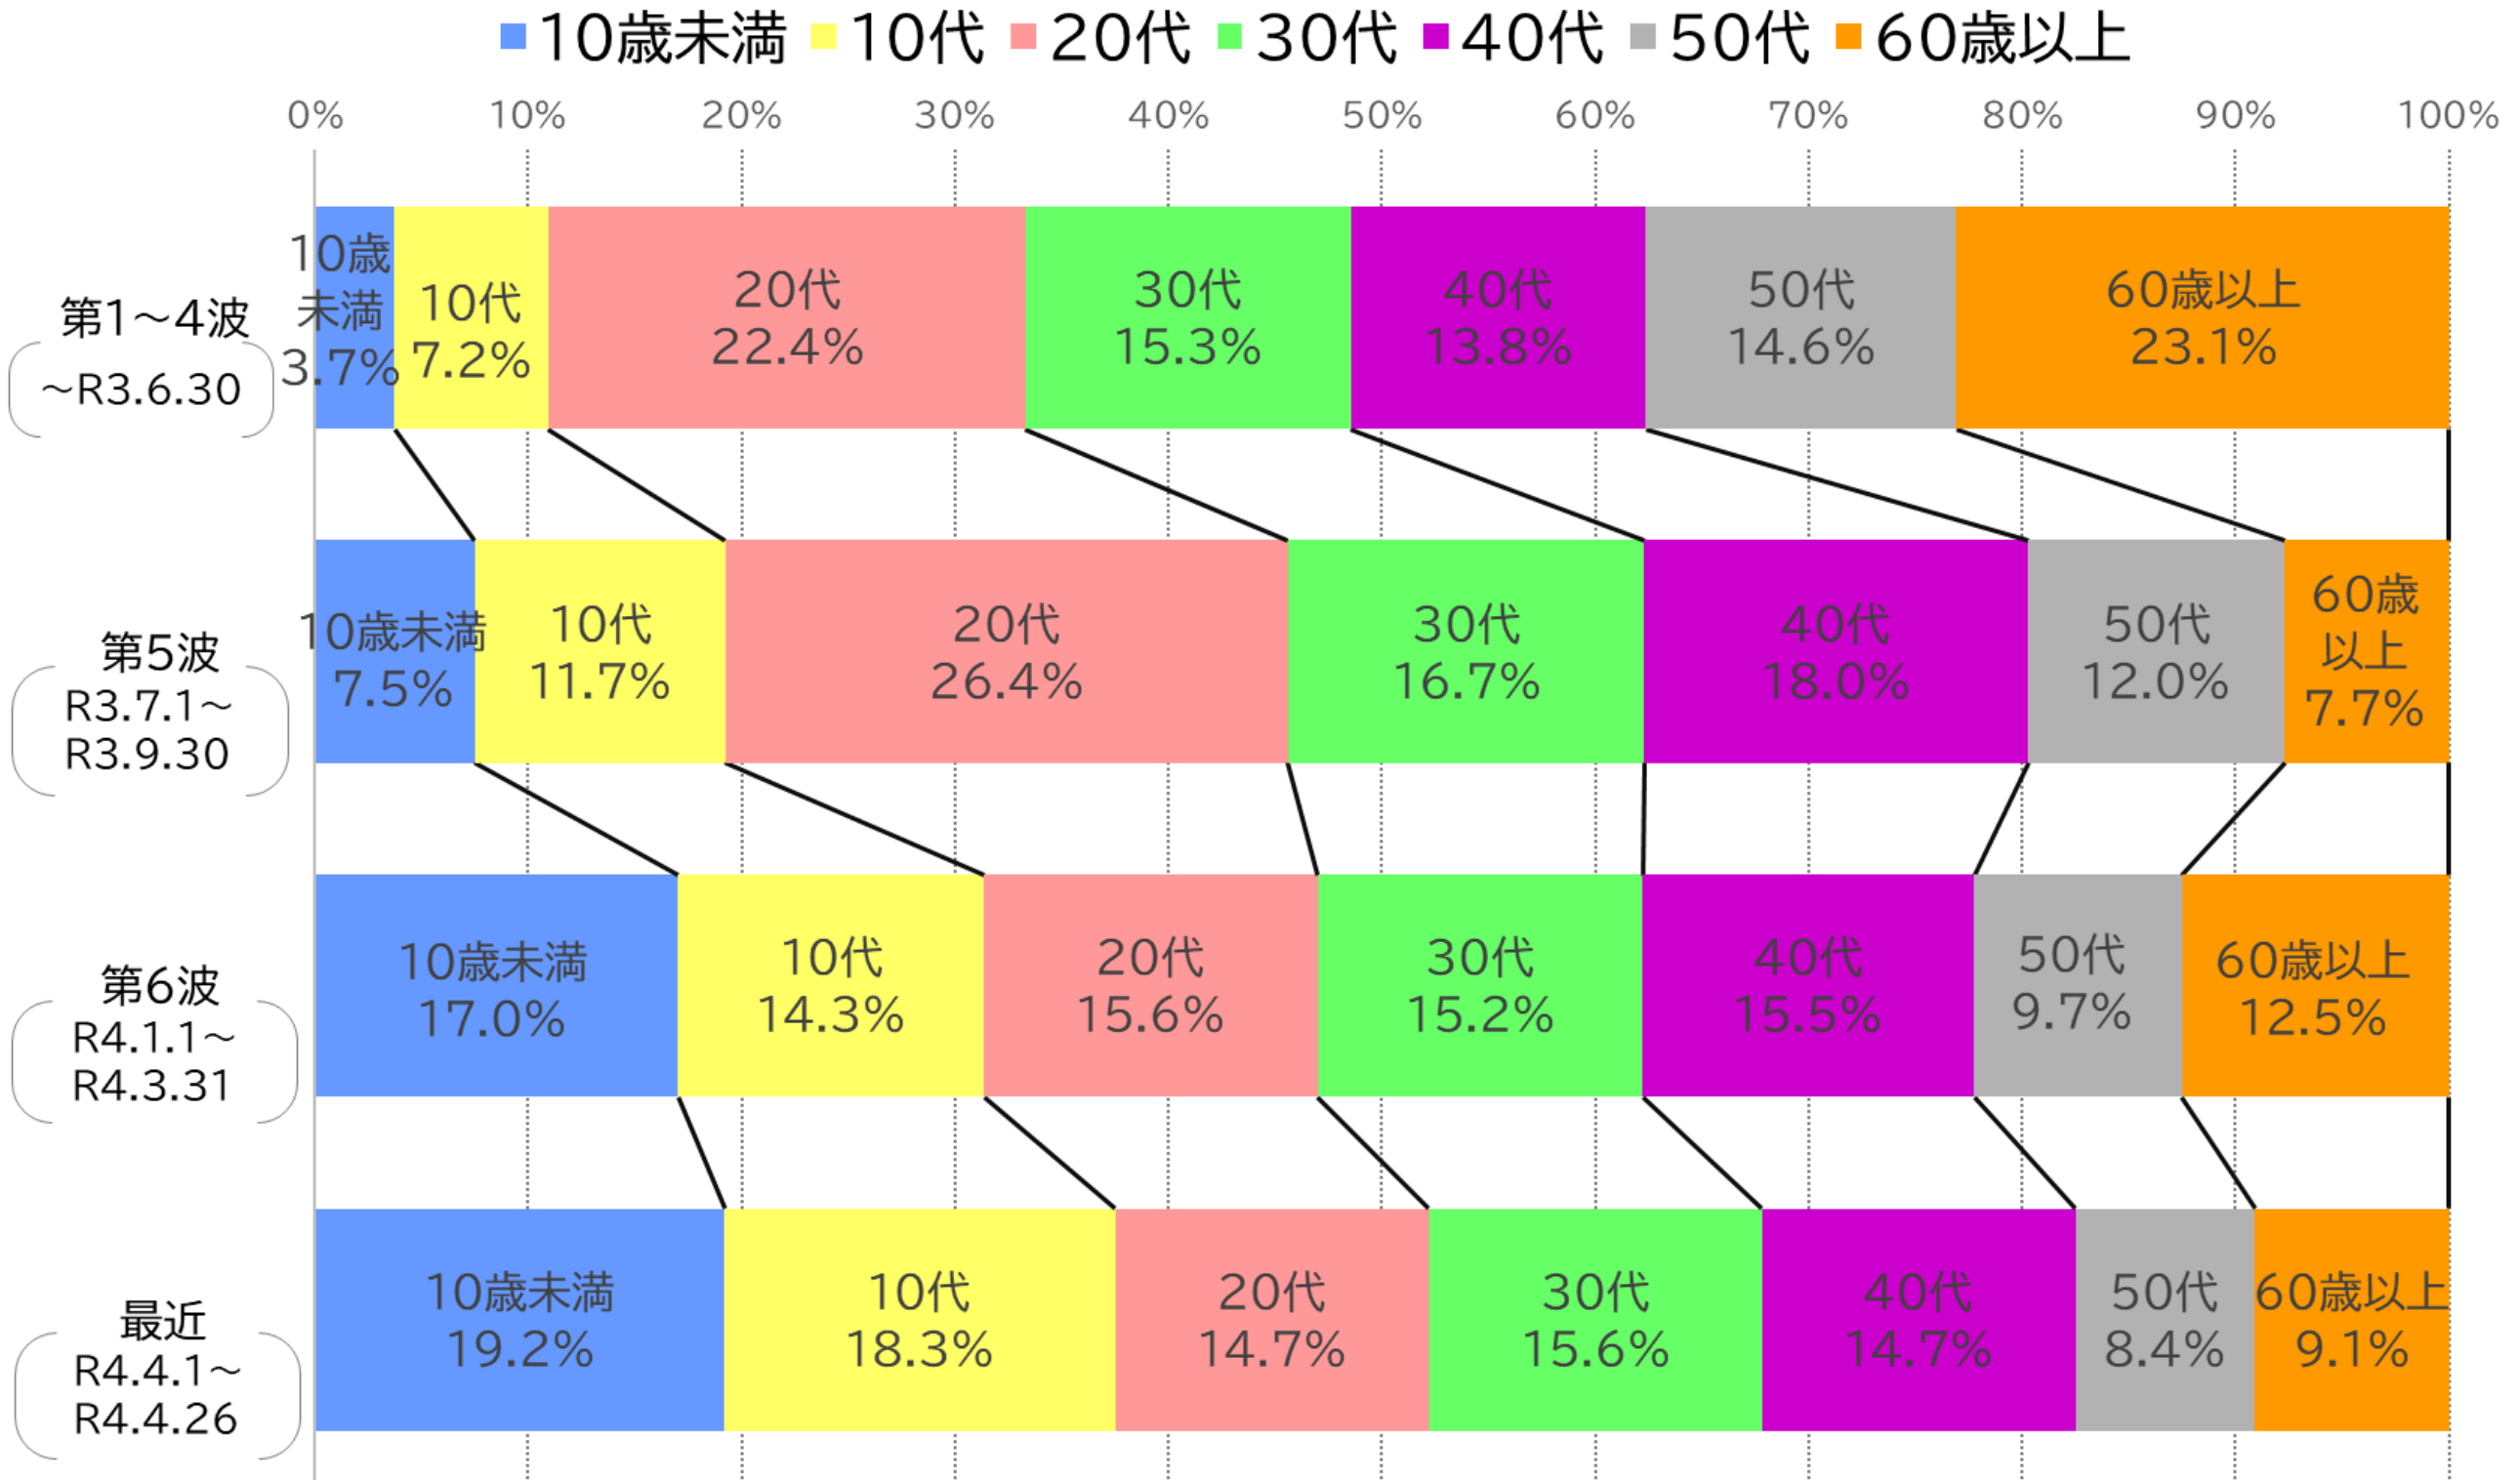 10歳未満 10代 20代 30代 40代 50代 60歳以上
0% 10% 20% 30% 40% 50% 60% 70% 80% 90% 100%
第1～4波
～R3.6.30
10歳
未満
3.7%
10代
7.2%
20代
22.4%
30代
15.3%
40代
13.8%
50代
14.6%
60歳以上
23.1%
第5波
R3.7.1～
R3.9.30
10歳未満
7.5%
10代
11.7%
20代
26.4%
30代
16.7%
40代
18.0%
50代
12.0%
60歳
以上
7.7%
第6波
R4.1.1～
R4.3.31
10歳未満
17.0%
10代
14.3%
20代
15.6%
30代
15.2%
40代
15.5%
50代
9.7%
60歳以上
12.5%
最近
R4.4.1～
R4.4.26
10歳未満
19.2%
10代
18.3%
20代
14.7%
30代
15.6%
40代
14.7%
50代
8.4%
60歳以上
9.1%